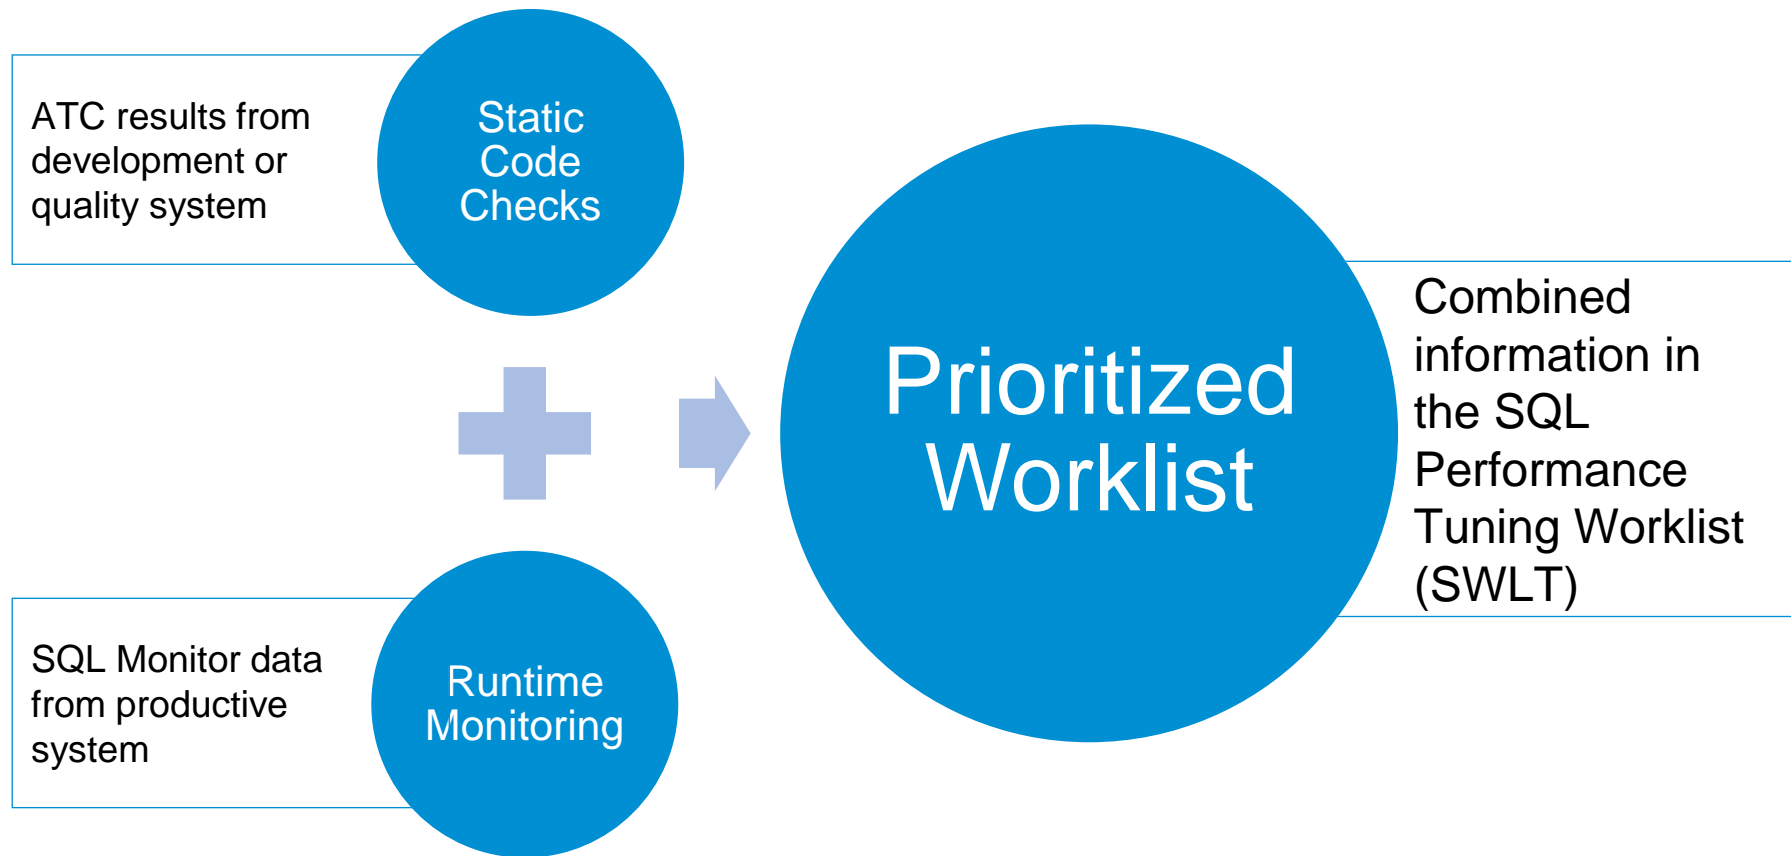 ATC results from
development or
quality system
Static
Code
Checks
SQL Monitor data
from productive
system
Runtime
Monitoring
Prioritized
Worklist
Combined
information in
the SQL
Performance
Tuning Worklist
(SWLT)